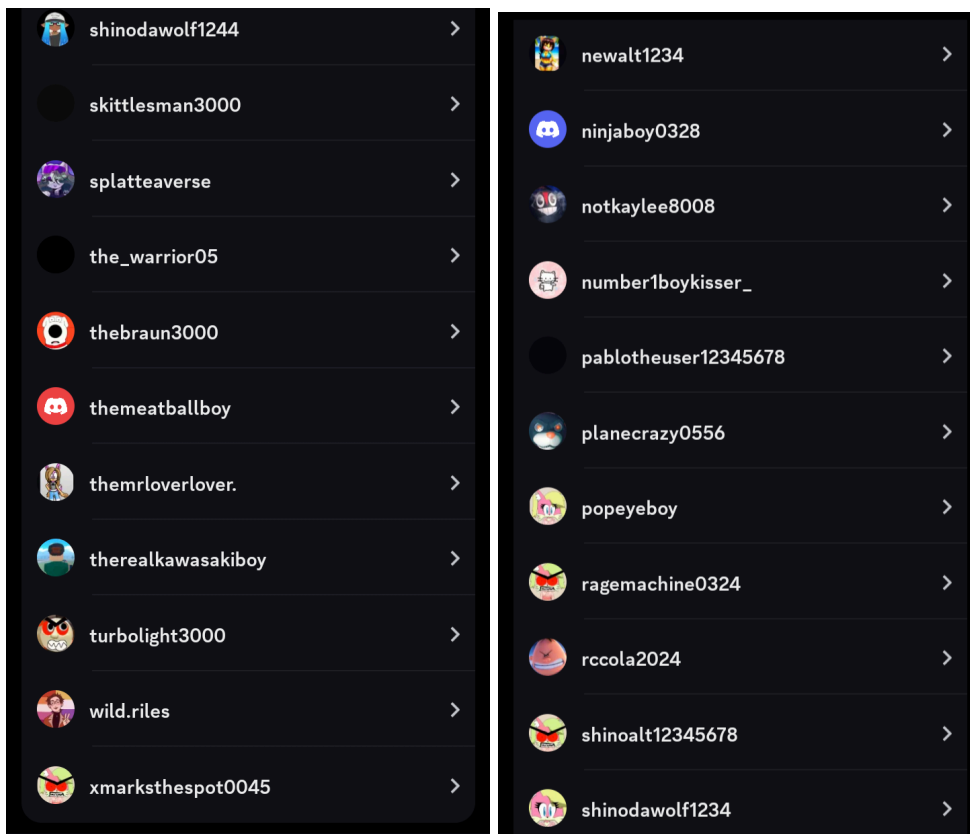 shinodawolf1244
skittlesman3000
splatteaverse
the_warrior05
thebraun3000
themeatballboy
themrloverlover.
therealkawasakiboy
turbolight3000
wild.riles
xmarksthespot0045
newalt1234
ninjaboy0328
notkaylee8008
number1boykisser_
pablotheuser12345678
planecrazy0556
popeyeboy
ragemachine0324
rccola2024
shinoalt12345678
shinodawolf1234